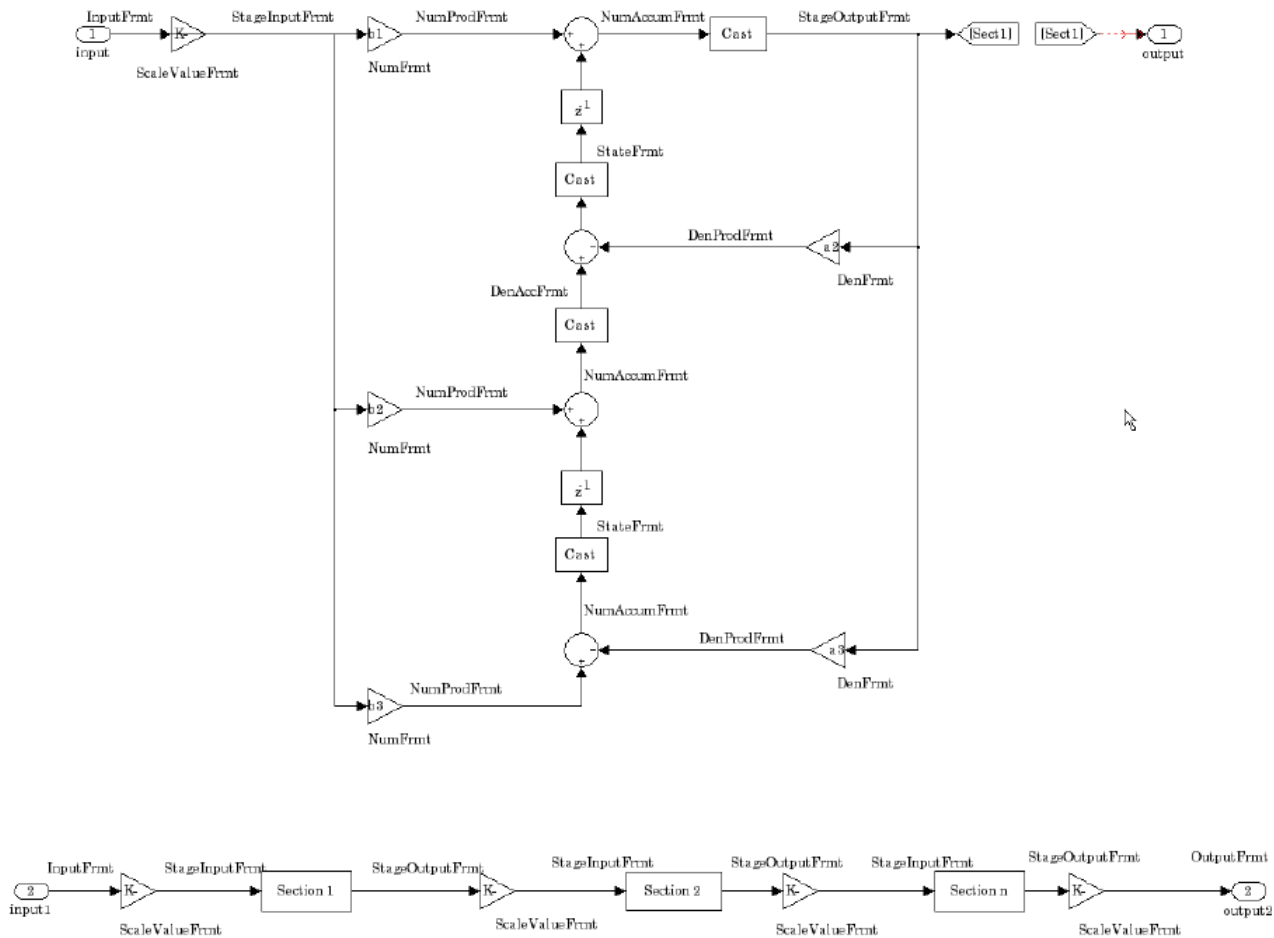 InputFrmt StageInputFrmt NumProdFrmt NumAccumFrmt StageOutputFrmt
1 K- b1 + + Cast [Sect1] [Sect1] 1
input NumFrmt output
ScaleValueFrmt
z-1
StateFrmt
Cast
DenProdFrmt
- a2
+
DenFrmt
DenAccFrmt
Cast
NumAccumFrmt
NumProdFrmt
b2 + +
NumFrmt
z-1
StateFrmt
Cast
NumAccumFrmt
DenProdFrmt
- a3
+
DenFrmt
NumProdFrmt
b3
NumFrmt
InputFrmt StageInputFrmt StageOutputFrmt StageInputFrmt StageOutputFrmt StageInputFrmt StageOutputFrmt OutputFrmt
2 K- Section 1 K- Section 2 K- Section n K- 2
input1 output2
ScaleValueFrmt ScaleValueFrmt ScaleValueFrmt ScaleValueFrmt